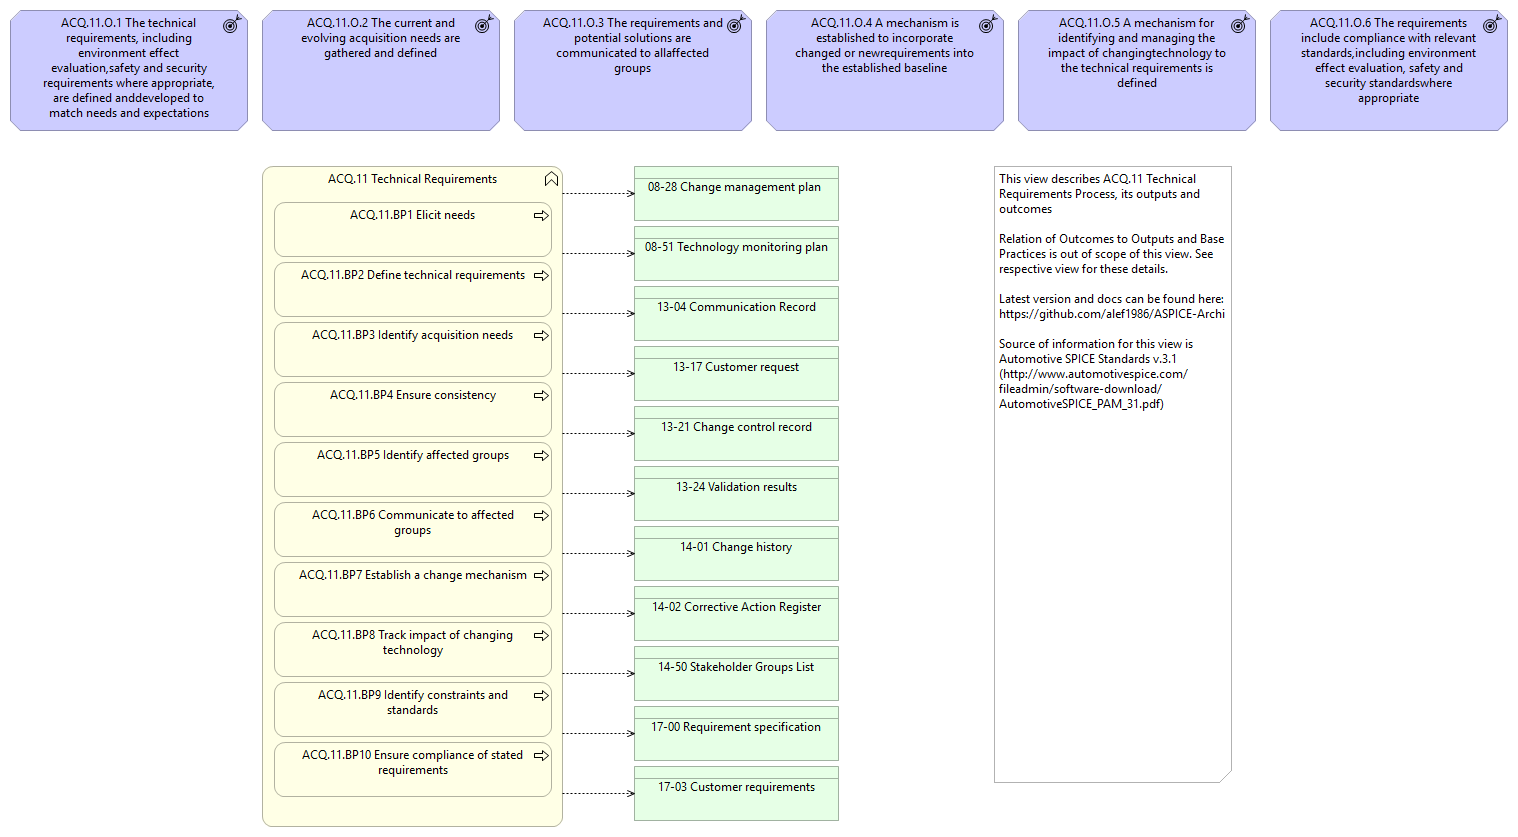 ACQ.11.O.1 The technical
requirements, including
environment effect
evaluation,safety and security
requirements where appropriate,
are defined anddeveloped to
match needs and expectations
ACQ.11.O.2 The current and
evolving acquisition needs are
gathered and defined
ACQ.11.O.3 The requirements and
potential solutions are
communicated to allaffected
groups
ACQ.11.O.4 A mechanism is
established to incorporate
changed or newrequirements into
the established baseline
ACQ.11.O.5 A mechanism for
identifying and managing the
impact of changingtechnology to
the technical requirements is
defined
ACQ.11.O.6 The requirements
include compliance with relevant
standards,including environment
effect evaluation, safety and
security standardswhere
appropriate
ACQ.11 Technical Requirements
ACQ.11.BP1 Elicit needs
ACQ.11.BP2 Define technical requirements
ACQ.11.BP3 Identify acquisition needs
ACQ.11.BP4 Ensure consistency
ACQ.11.BP5 Identify affected groups
ACQ.11.BP6 Communicate to affected
groups
ACQ.11.BP7 Establish a change mechanism
ACQ.11.BP8 Track impact of changing
technology
ACQ.11.BP9 Identify constraints and
standards
ACQ.11.BP10 Ensure compliance of stated
requirements
08-28 Change management plan
08-51 Technology monitoring plan
13-04 Communication Record
13-17 Customer request
13-21 Change control record
13-24 Validation results
14-01 Change history
14-02 Corrective Action Register
14-50 Stakeholder Groups List
17-00 Requirement specification
17-03 Customer requirements
This view describes ACQ.11 Technical
Requirements Process, its outputs and
outcomes
Relation of Outcomes to Outputs and Base
Practices is out of scope of this view. See
respective view for these details.
Latest version and docs can be found here:
https://github.com/alef1986/ASPICE-Archi
Source of information for this view is
Automotive SPICE Standards v.3.1
(http://www.automotivespice.com/
fileadmin/software-download/
AutomotiveSPICE_PAM_31.pdf)